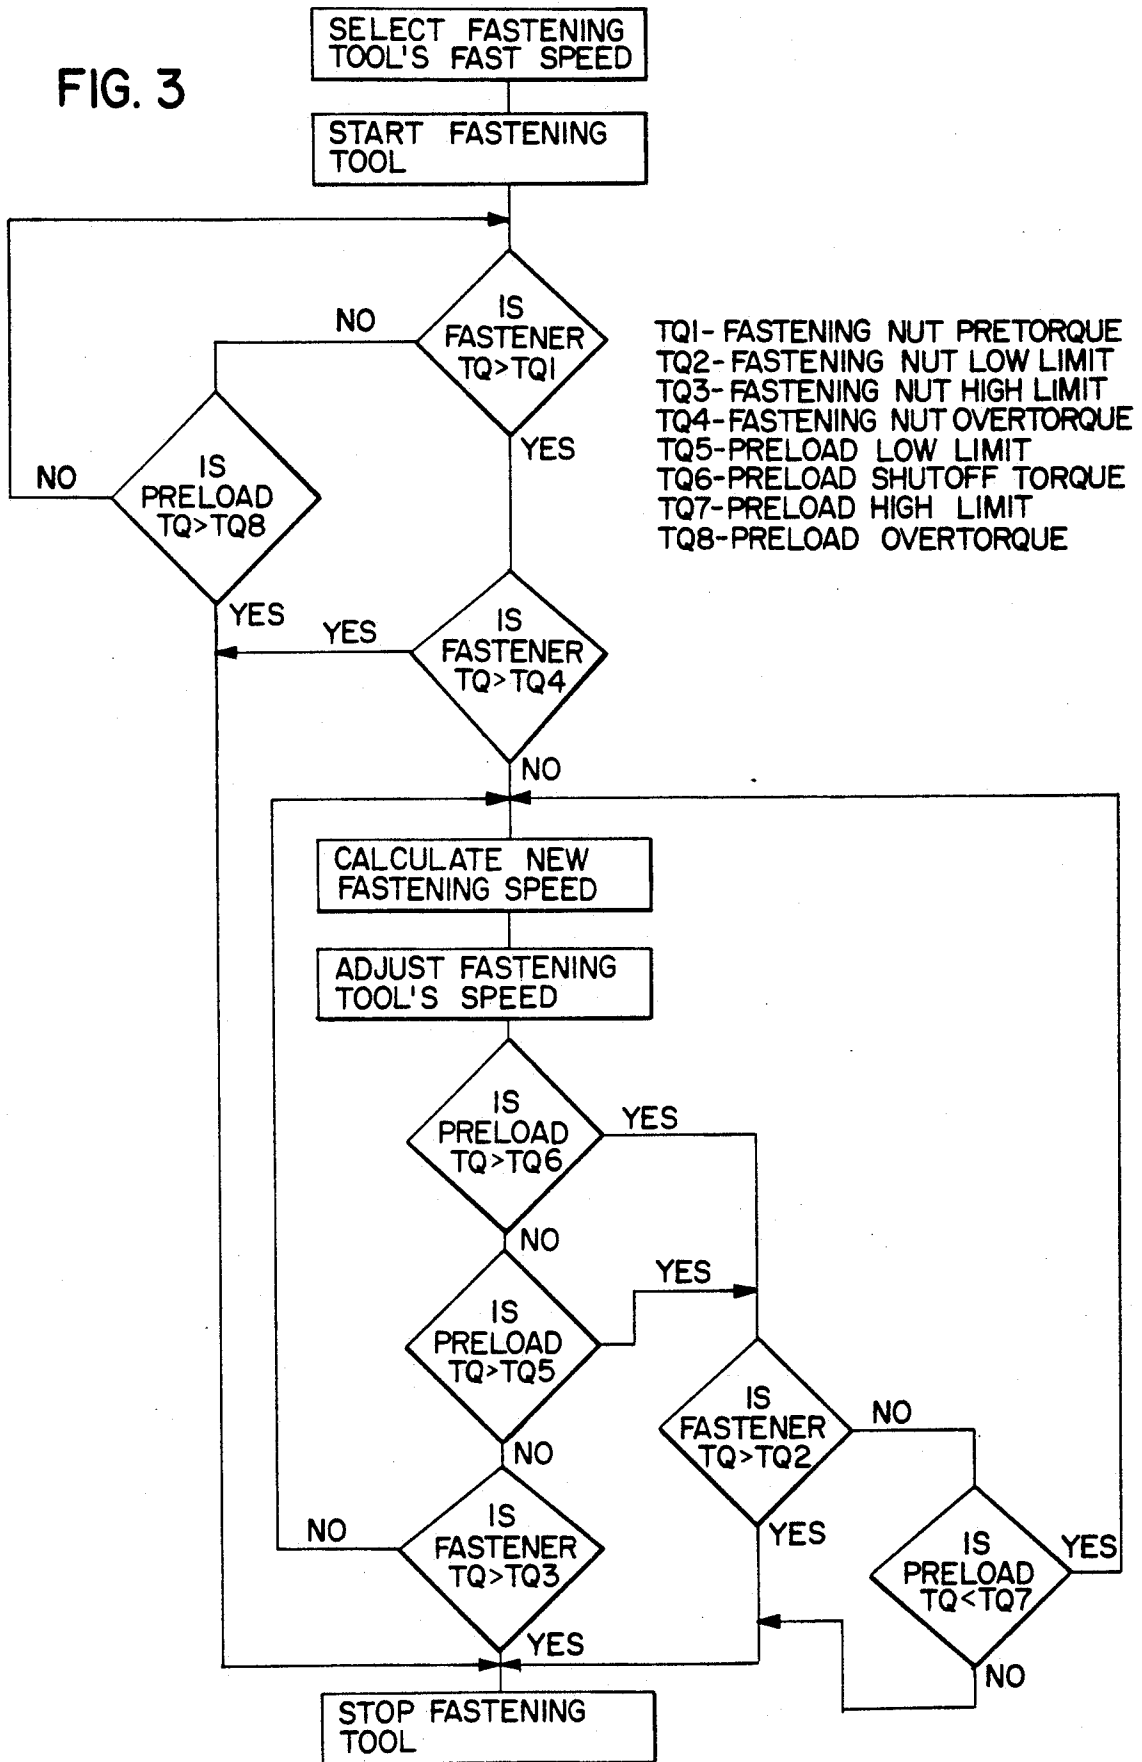 FIG. 3
SELECT FASTENING
TOOL'S FAST SPEED
START FASTENING
TOOL
IS
FASTENER
TQ>TQ1
NO
YES
TQ1-FASTENING NUT PRETORQUE
TQ2-FASTENING NUT LOW LIMIT
TQ3-FASTENING NUT HIGH LIMIT
TQ4-FASTENING NUT OVERTORQUE
TQ5-PRELOAD LOW LIMIT
TQ6-PRELOAD SHUTOFF TORQUE
TQ7-PRELOAD HIGH LIMIT
TQ8-PRELOAD OVERTORQUE
IS
PRELOAD
TQ>TQ8
NO
YES
IS
FASTENER
TQ>TQ4
YES
NO
CALCULATE NEW
FASTENING SPEED
ADJUST FASTENING
TOOL'S SPEED
IS
PRELOAD
TQ>TQ6
YES
NO
IS
PRELOAD
TQ>TQ5
YES
NO
IS
FASTENER
TQ>TQ2
NO
YES
IS
FASTENER
TQ>TQ3
NO
YES
IS
PRELOAD
TQ<TQ7
YES
NO
STOP FASTENING
TOOL